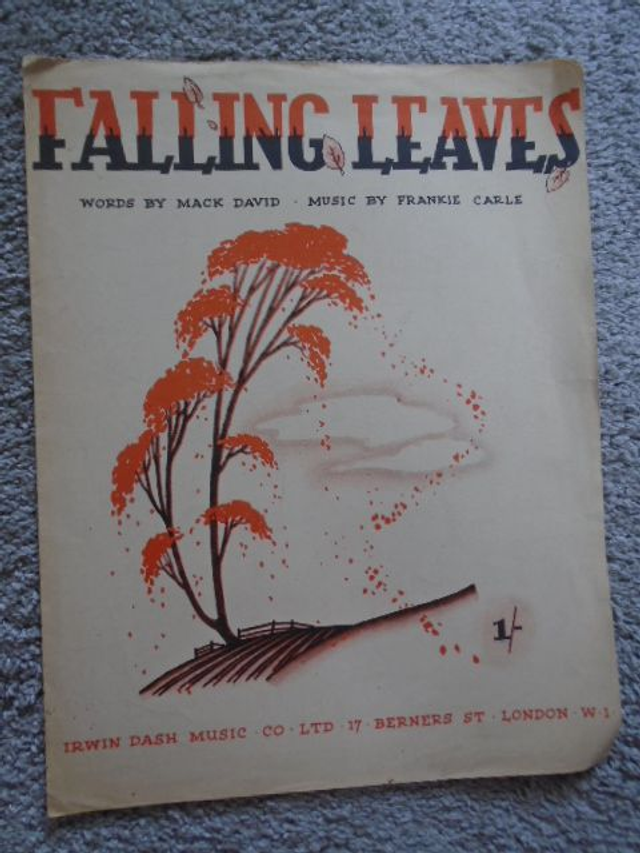 FALLING LEAVES
WORDS BY MACK DAVID · MUSIC BY FRANKIE CARLE
1/-
IRWIN DASH MUSIC · CO · LTD · 17 · BERNERS ST · LONDON · W·1